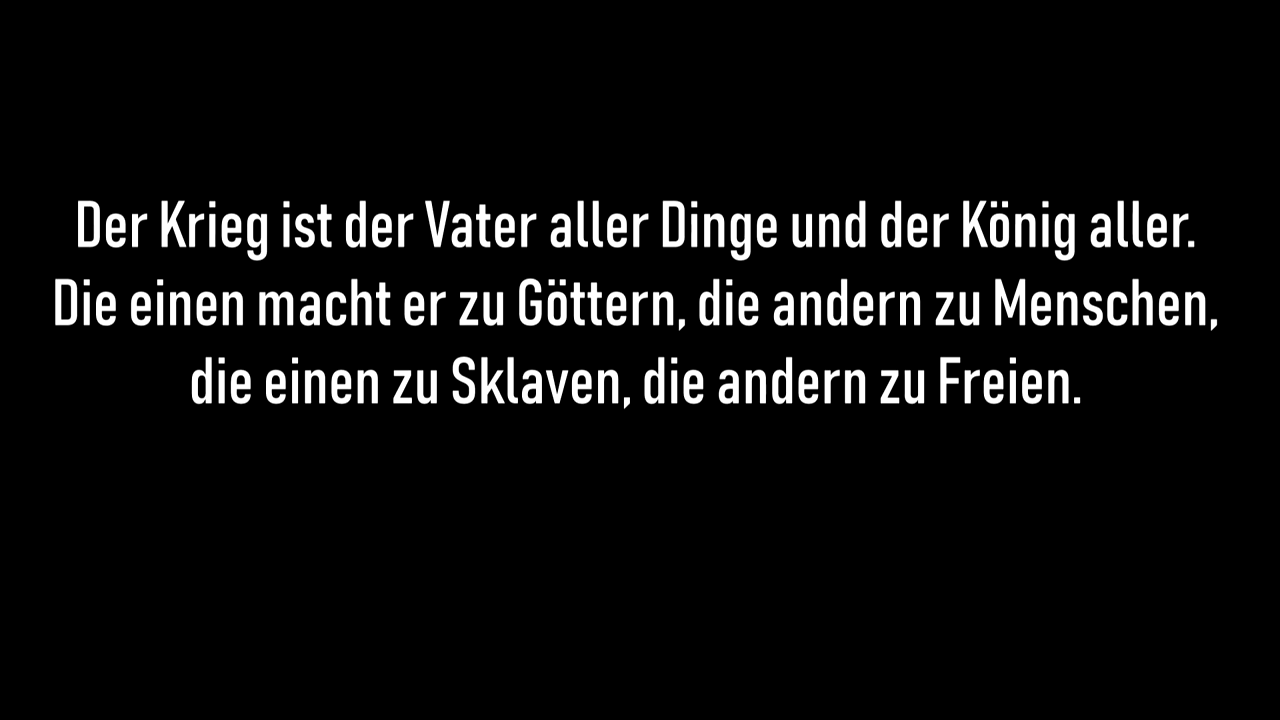 Der Krieg ist der Vater aller Dinge und der König aller.
Die einen macht er zu Göttern, die andern zu Menschen,
die einen zu Sklaven, die andern zu Freien.